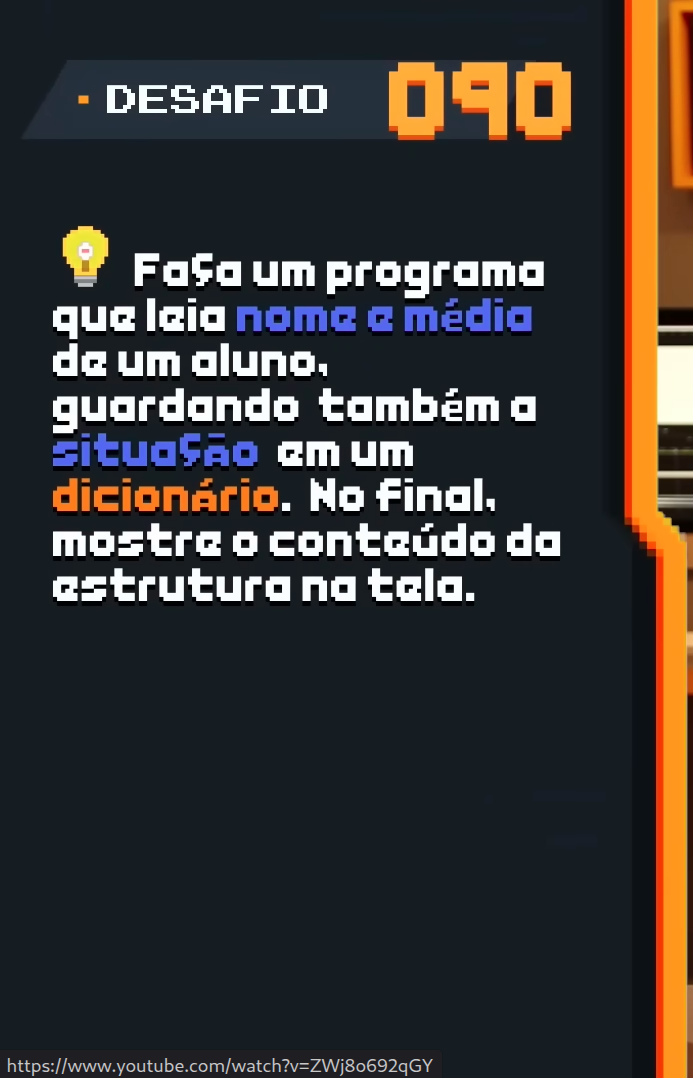 DESAFIO 090
Faça um programa
que leia nome e média
de um aluno,
guardando também a
situação em um
dicionário. No final,
mostre o conteúdo da
estrutura na tela.
https://www.youtube.com/watch?v=ZWj8o692qGY